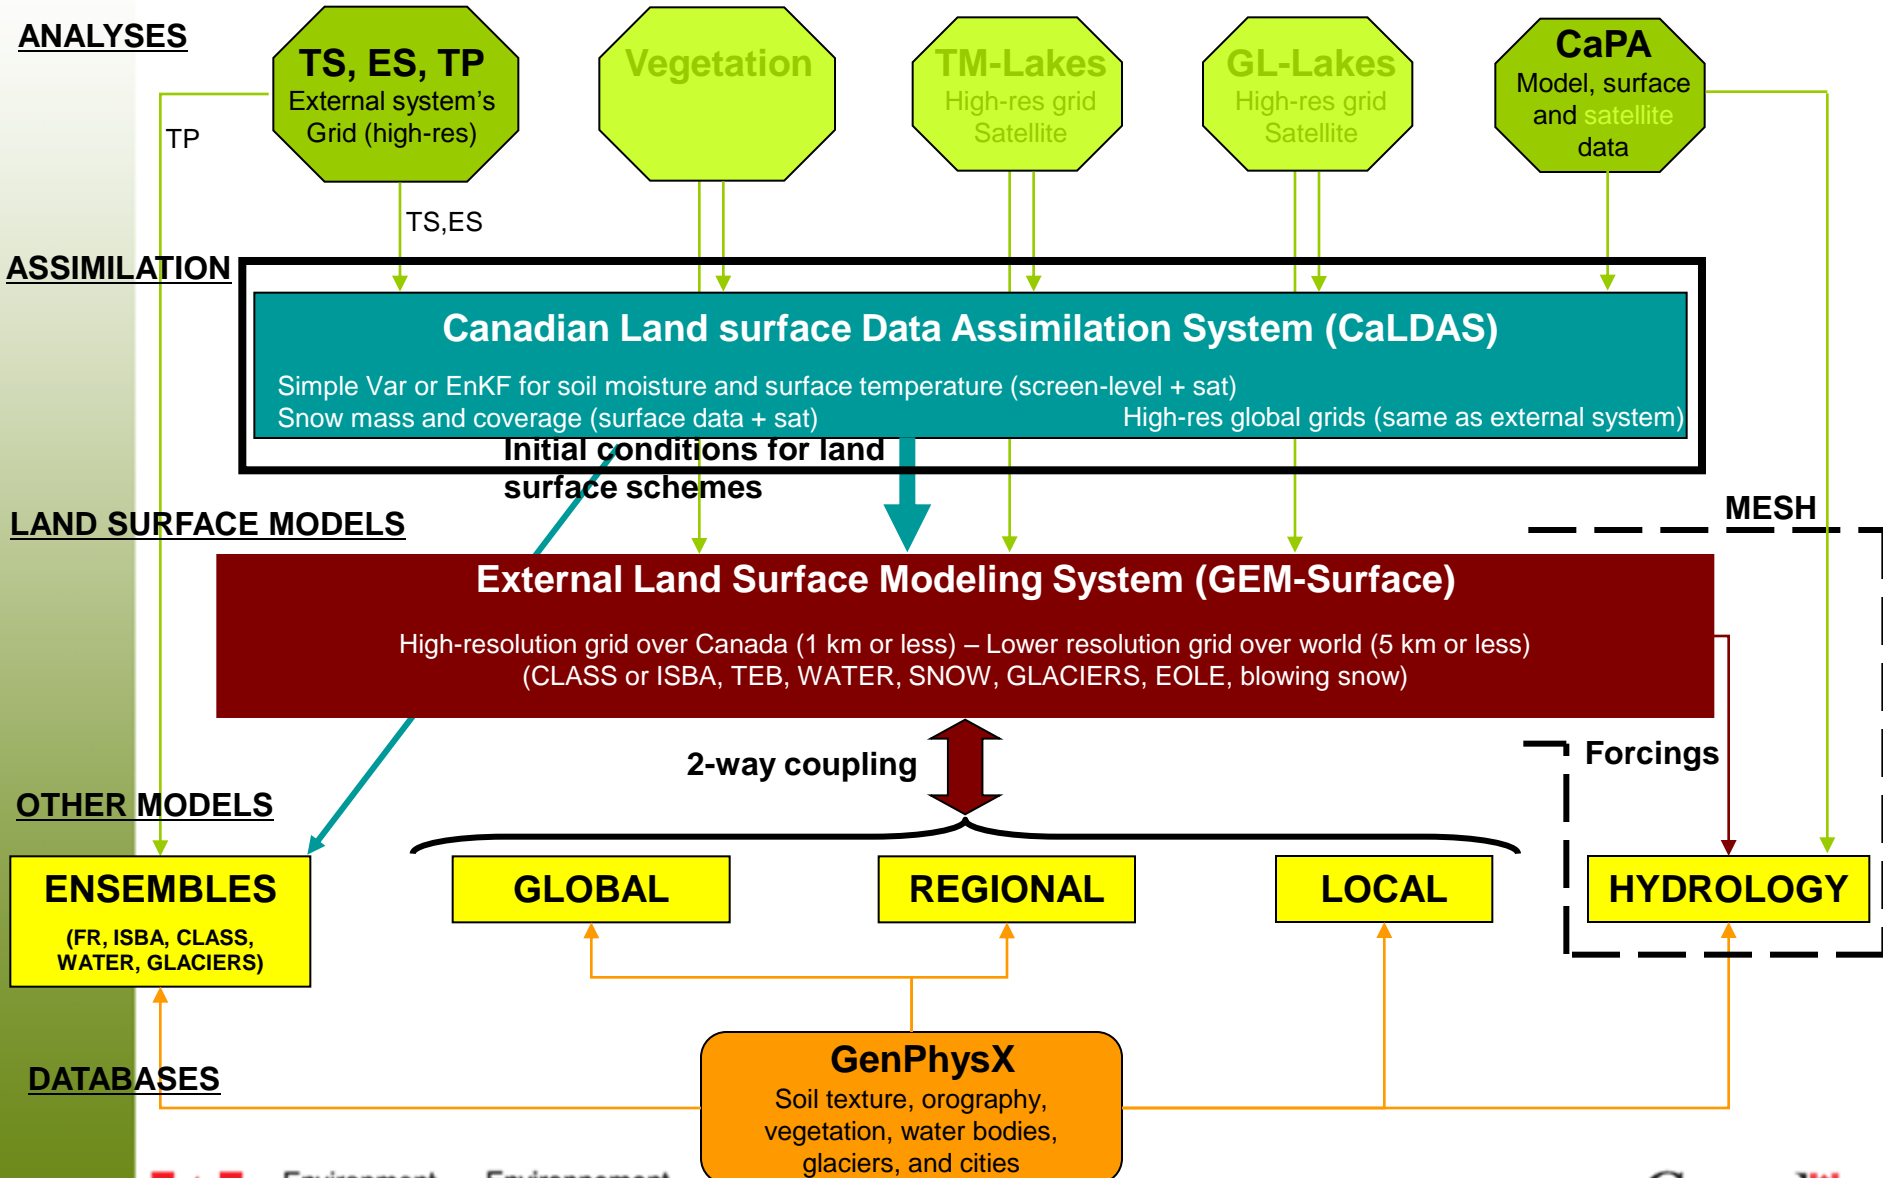 ANALYSES
TS, ES, TP
External system's
Grid (high-res)
Vegetation
TM-Lakes
High-res grid
Satellite
GL-Lakes
High-res grid
Satellite
CaPA
Model, surface
and satellite
data
TP
TS,ES
ASSIMILATION
Canadian Land surface Data Assimilation System (CaLDAS)
Simple Var or EnKF for soil moisture and surface temperature (screen-level + sat)
Snow mass and coverage (surface data + sat)
High-res global grids (same as external system)
Initial conditions for land
surface schemes
LAND SURFACE MODELS
MESH
External Land Surface Modeling System (GEM-Surface)
High-resolution grid over Canada (1 km or less) – Lower resolution grid over world (5 km or less)
(CLASS or ISBA, TEB, WATER, SNOW, GLACIERS, EOLE, blowing snow)
2-way coupling
Forcings
OTHER MODELS
ENSEMBLES
(FR, ISBA, CLASS,
WATER, GLACIERS)
GLOBAL
REGIONAL
LOCAL
HYDROLOGY
DATABASES
GenPhysX
Soil texture, orography,
vegetation, water bodies,
glaciers, and cities
Environment
Environnement